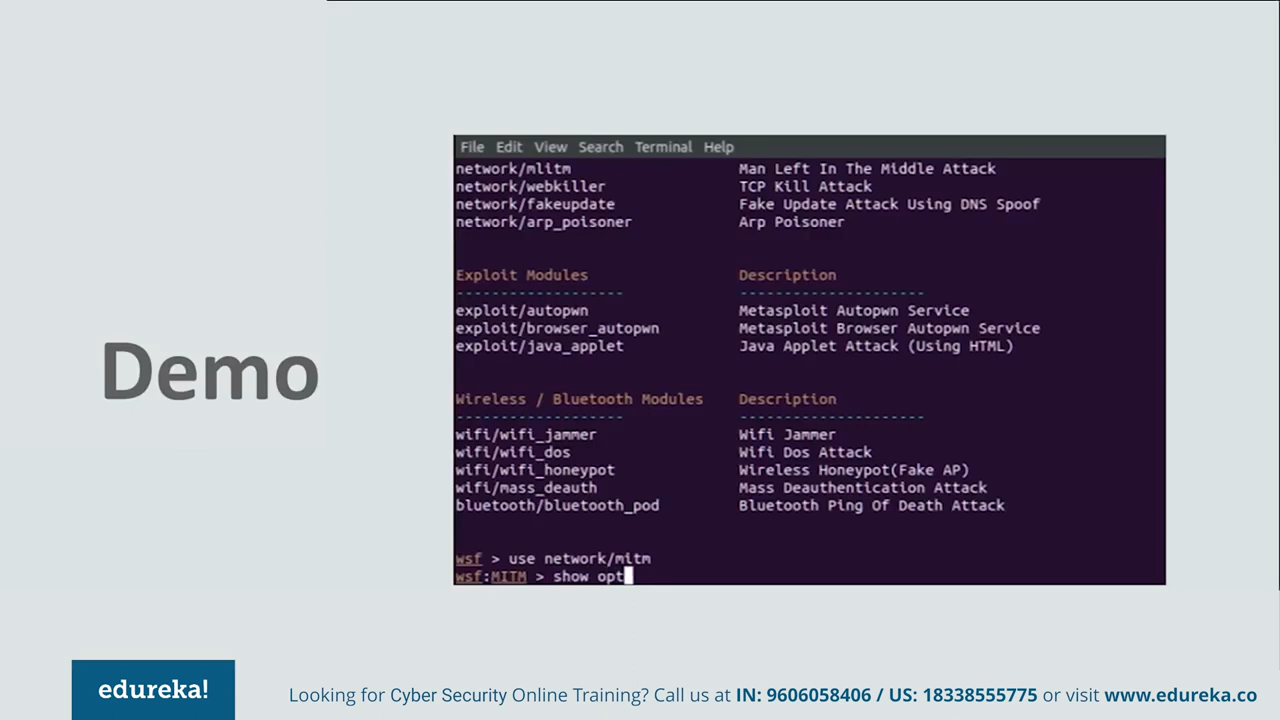 Demo
File Edit View Search Terminal Help
network/mlitm Man Left In The Middle Attack
network/webkiller TCP Kill Attack
network/fakeupdate Fake Update Attack Using DNS Spoof
network/arp_poisoner Arp Poisoner
Exploit Modules Description
------------------- ---------------------
exploit/autopwn Metasploit Autopwn Service
exploit/browser_autopwn Metasploit Browser Autopwn Service
exploit/java_applet Java Applet Attack (Using HTML)
Wireless / Bluetooth Modules Description
------------------- ---------------------
wifi/wifi_jammer Wifi Jammer
wifi/wifi_dos Wifi Dos Attack
wifi/wifi_honeypot Wireless Honeypot(Fake AP)
wifi/mass_deauth Mass Deauthentication Attack
bluetooth/bluetooth_pod Bluetooth Ping Of Death Attack
wsf > use network/mitm
wsf:MITM > show opt
edureka!
Looking for Cyber Security Online Training? Call us at IN: 9606058406 / US: 18338555775 or visit www.edureka.co